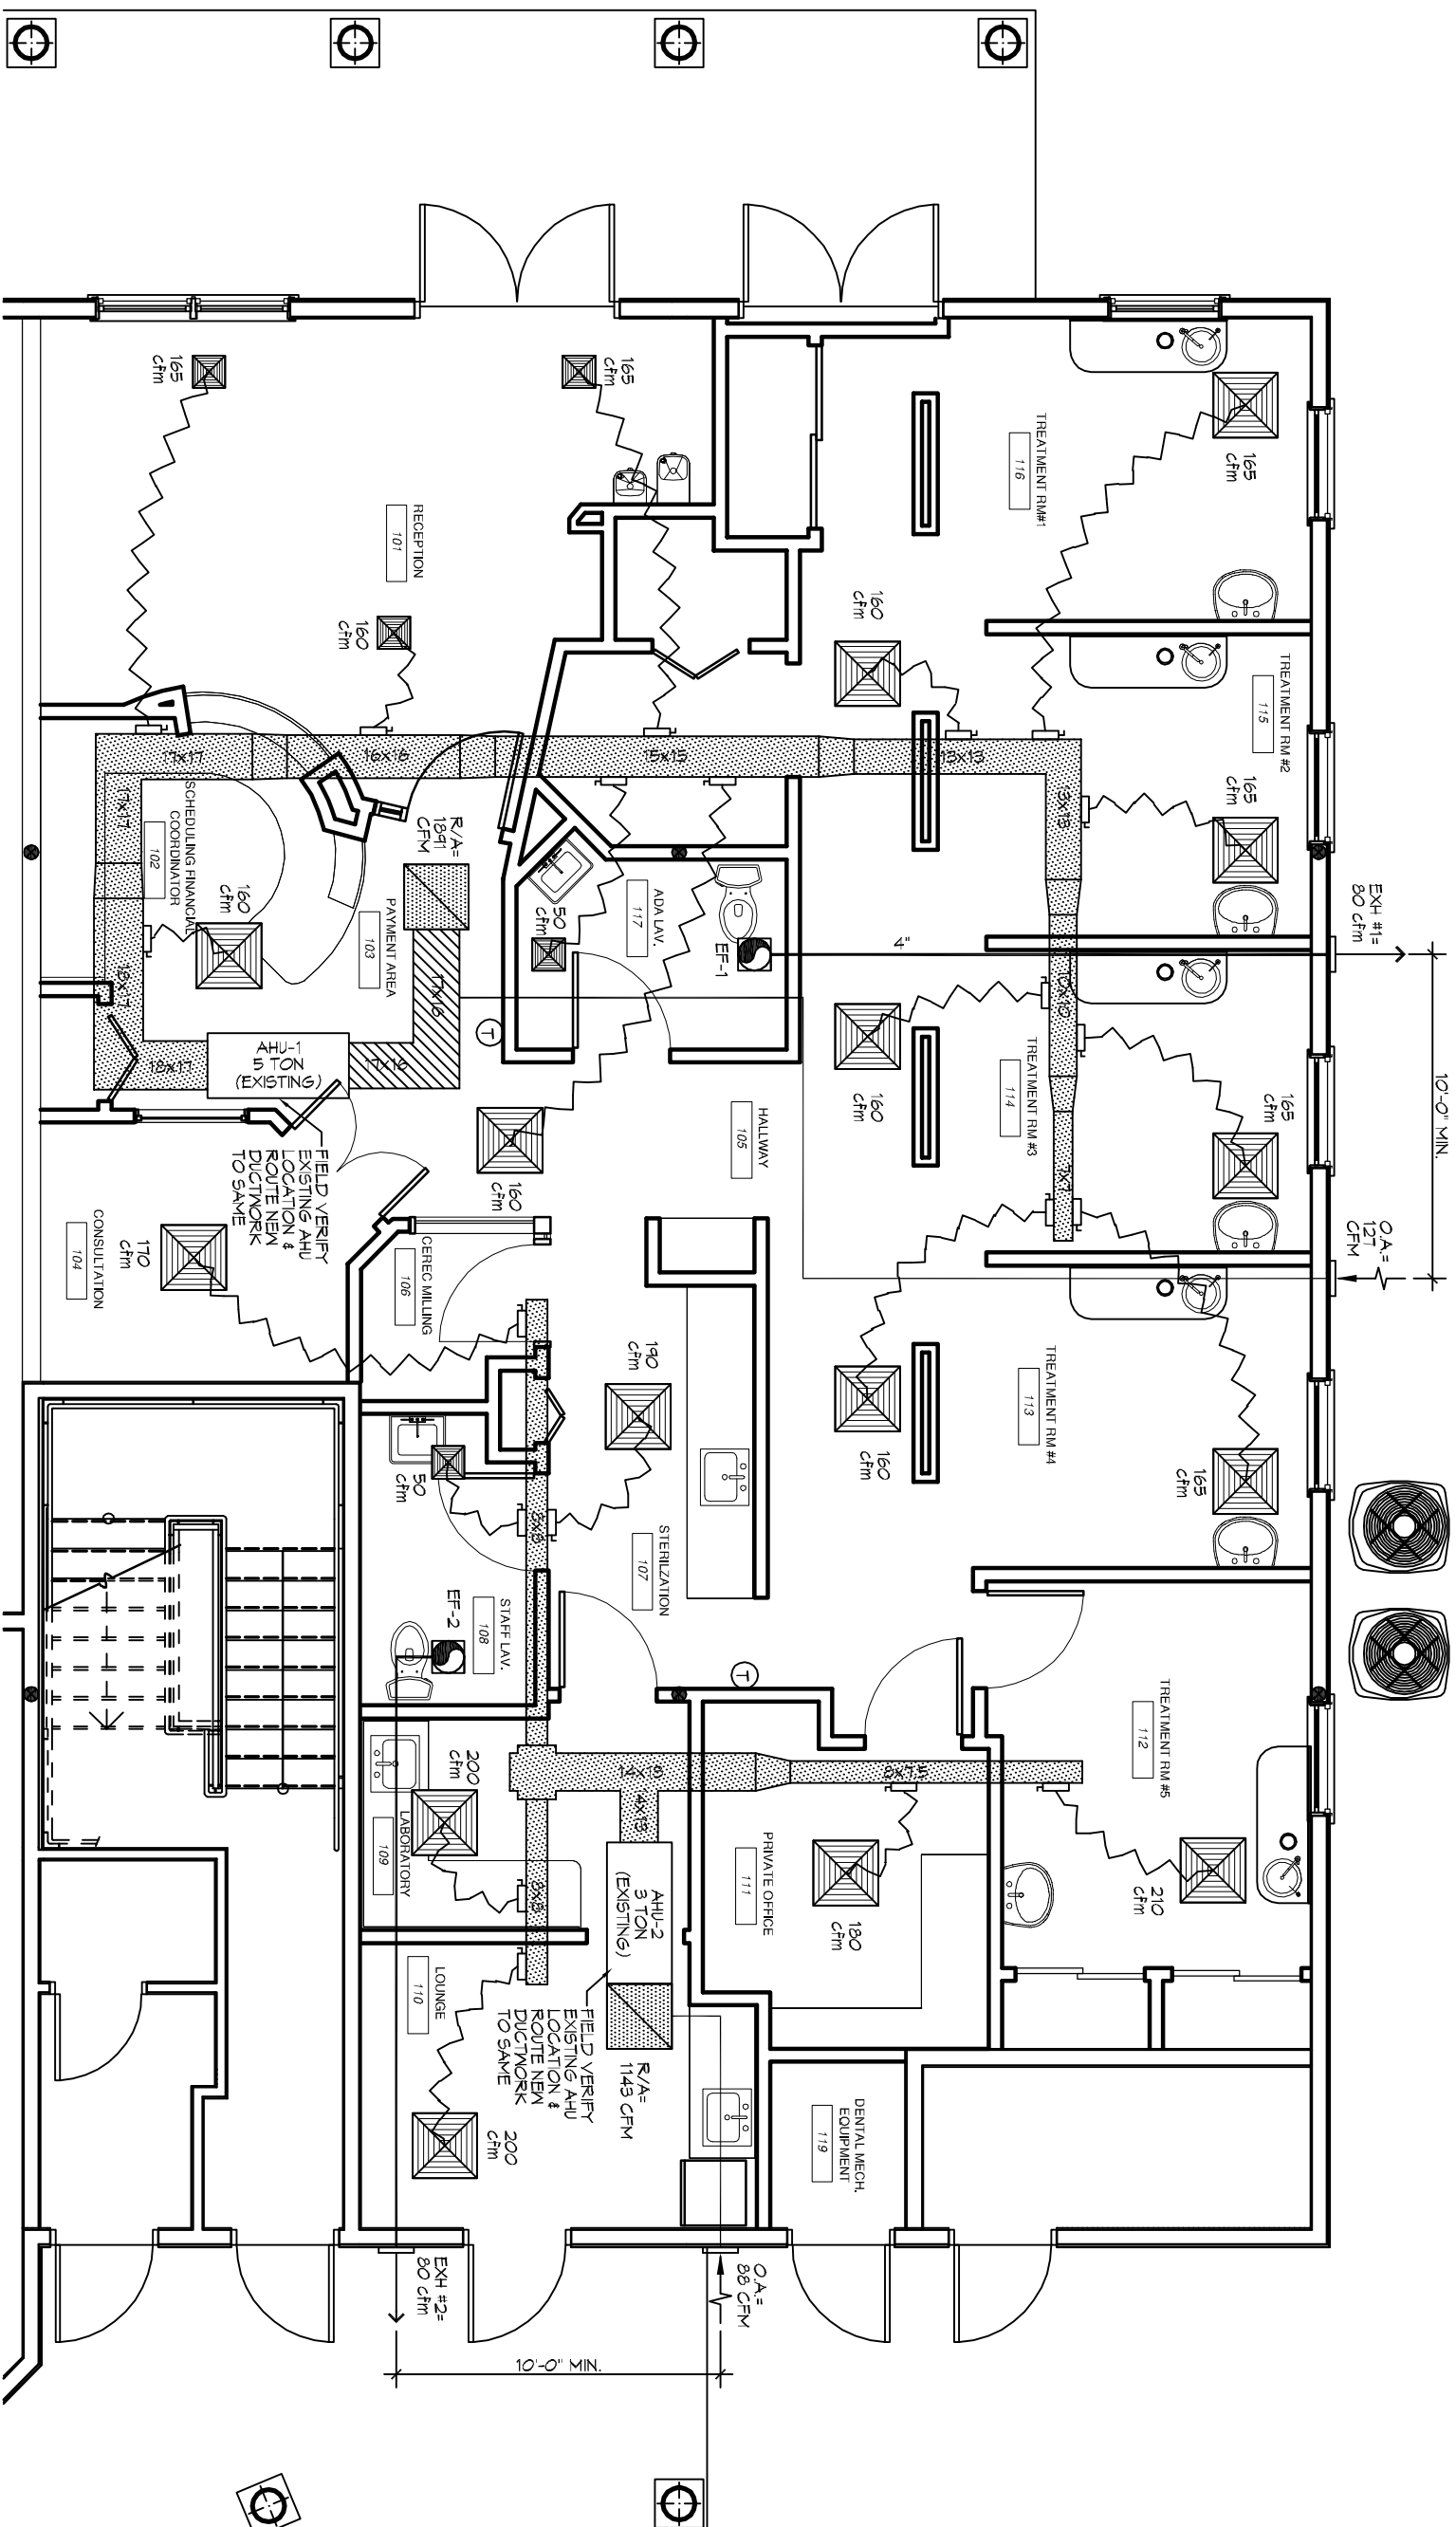 EXH #1=
80 cfm
10'-0" MIN.
O.A.=
127
CFM
165
cfm
165
cfm
165
cfm
165
cfm
TREATMENT RM#1
116
TREATMENT RM #2
115
TREATMENT RM #3
114
TREATMENT RM #4
113
TREATMENT RM #5
112
210
cfm
160
cfm
160
cfm
160
cfm
4"
13x13
10x10
7x7
165
cfm
165
cfm
160
cfm
RECEPTION
101
17x17
16x16
15x15
17x17
18x17
18x17
SCHEDULING FINANCIAL
COORDINATOR
102
160
cfm
R/A=
1891
CFM
PAYMENT AREA
103
17x16
17x16
AHU-1
5 TON
(EXISTING)
FIELD VERIFY
EXISTING AHU
LOCATION &
ROUTE NEW
DUCTWORK
TO SAME
ADA LAV.
117
50
cfm
EF-1
T
HALLWAY
105
160
cfm
CONSULTATION
104
170
cfm
CEREC MILLING
106
190
cfm
STERILZATION
107
8x8
50
cfm
STAFF LAV.
108
EF-2
T
200
cfm
LABORATORY
109
14x13
8x8
AHU-2
3 TON
(EXISTING)
PRIVATE OFFICE
111
180
cfm
LOUNGE
110
FIELD VERIFY
EXISTING AHU
LOCATION &
ROUTE NEW
DUCTWORK
TO SAME
R/A=
1143 CFM
200
cfm
DENTAL MECH.
EQUIPMENT
119
O.A.=
88 CFM
EXH #2=
80 cfm
10'-0" MIN.